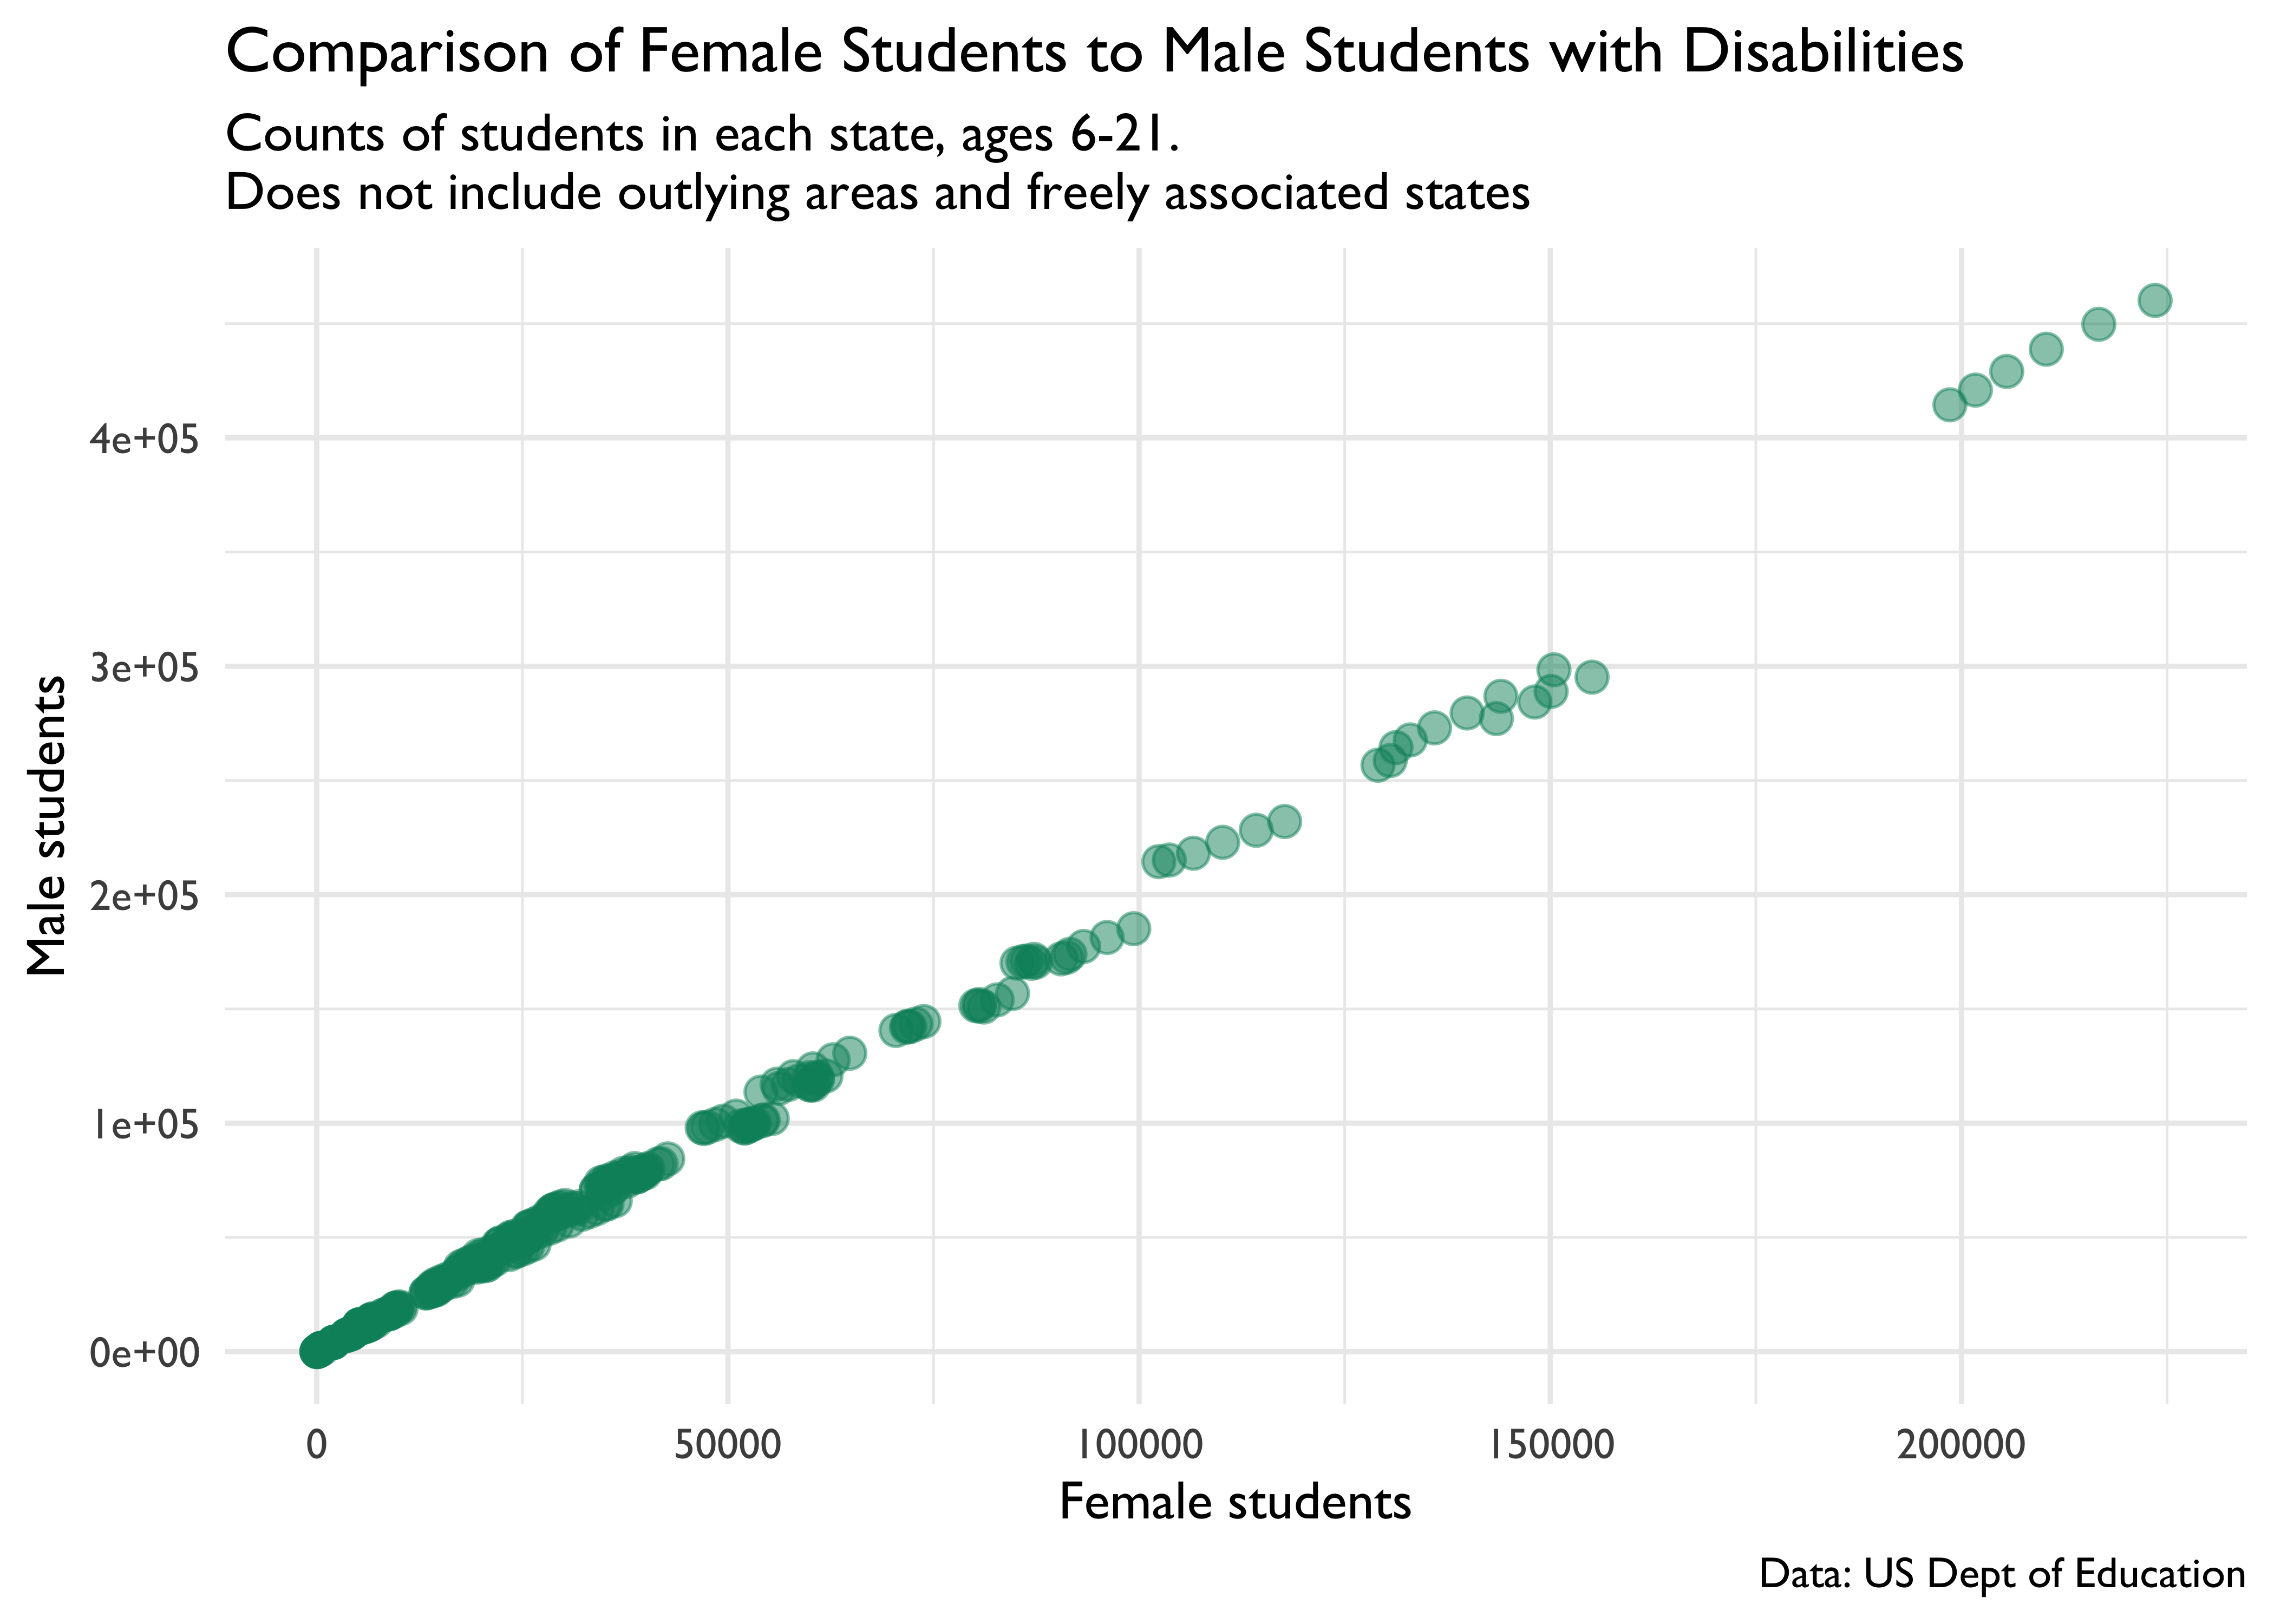 Comparison of Female Students to Male Students with Disabilities
Counts of students in each state, ages 6-21.
Does not include outlying areas and freely associated states
Male students
4e+05
3e+05
2e+05
1e+05
0e+00
0 50000 100000 150000 200000
Female students
Data: US Dept of Education